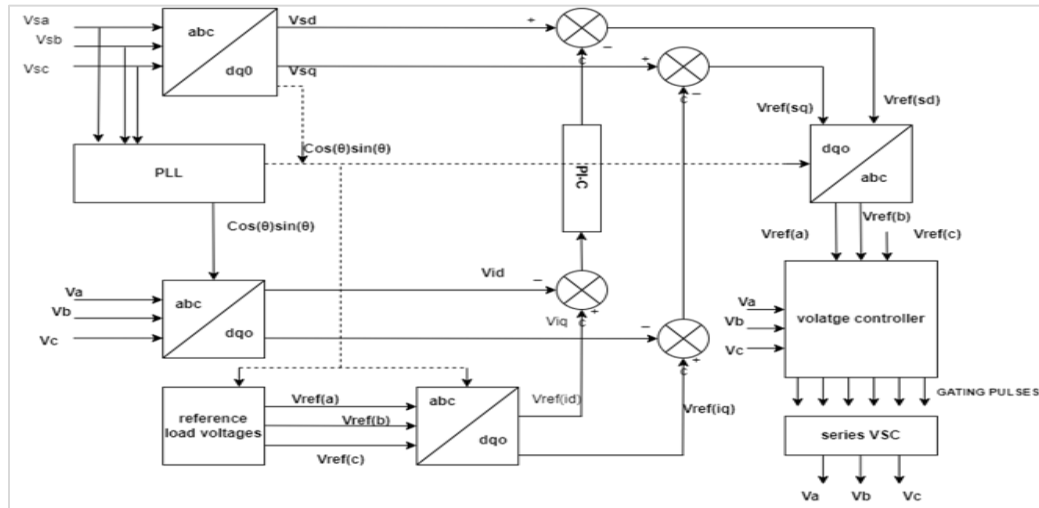 Vsa
Vsb
Vsc
abc
dq0
Vsd
Vsq
+
−
c
+
−
c
Vref(sq)
Vref(sd)
PLL
Cos(θ)sin(θ)
PI-C
dqo
abc
Cos(θ)sin(θ)
Vref(a)
Vref(b)
Vref(c)
Va
Vb
Vc
abc
dqo
Vid
−
Viq
c
+
−
+
c
Va
Vb
Vc
volatge controller
reference
load voltages
Vref(a)
Vref(b)
Vref(c)
abc
dqo
Vref(id)
Vref(iq)
GATING PULSES
series VSC
Va
Vb
Vc